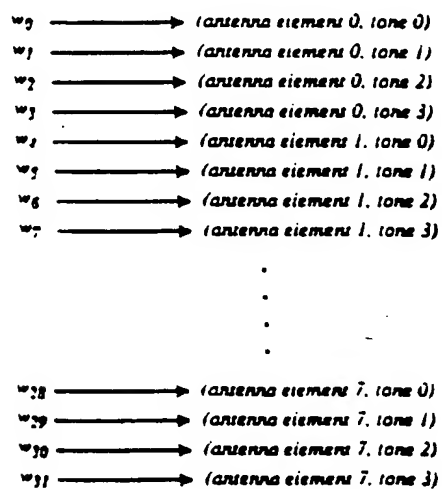 w0 (antenna element 0, tone 0)
w1 (antenna element 0, tone 1)
w2 (antenna element 0, tone 2)
w3 (antenna element 0, tone 3)
w4 (antenna element 1, tone 0)
w5 (antenna element 1, tone 1)
w6 (antenna element 1, tone 2)
w7 (antenna element 1, tone 3)
w28 (antenna element 7, tone 0)
w29 (antenna element 7, tone 1)
w30 (antenna element 7, tone 2)
w31 (antenna element 7, tone 3)